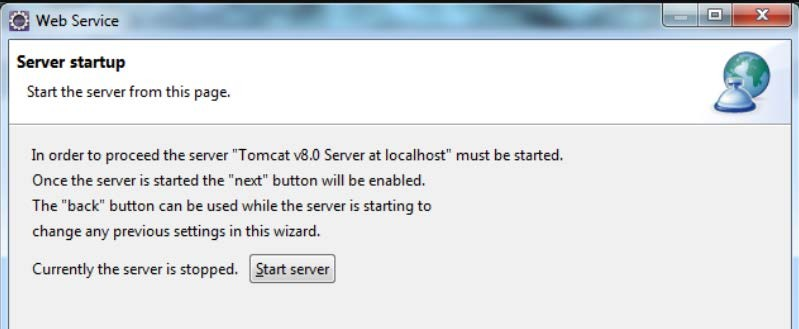 Web Service
Server startup
Start the server from this page.
In order to proceed the server "Tomcat v8.0 Server at localhost" must be started.
Once the server is started the "next" button will be enabled.
The "back" button can be used while the server is starting to
change any previous settings in this wizard.
Currently the server is stopped. Start server